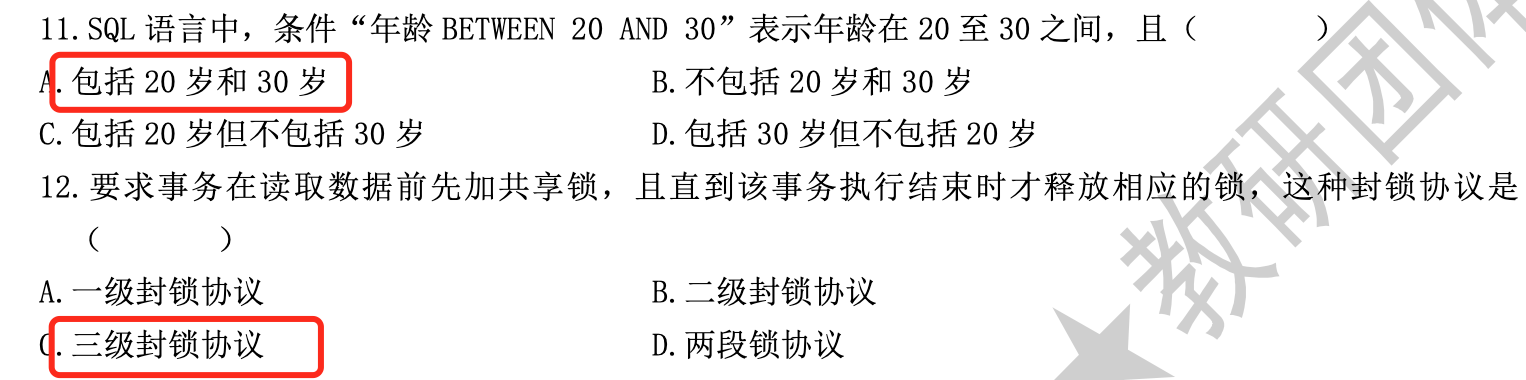 11.SQL 语言中，条件“年龄 BETWEEN 20 AND 30”表示年龄在 20 至 30 之间，且（　　）
A.包括 20 岁和 30 岁　　B.不包括 20 岁和 30 岁
C.包括 20 岁但不包括 30 岁　　D.包括 30 岁但不包括 20 岁
12.要求事务在读取数据前先加共享锁，且直到该事务执行结束时才释放相应的锁，这种封锁协议是
（　　）
A.一级封锁协议　　B.二级封锁协议
C.三级封锁协议　　D.两段锁协议
★教研团